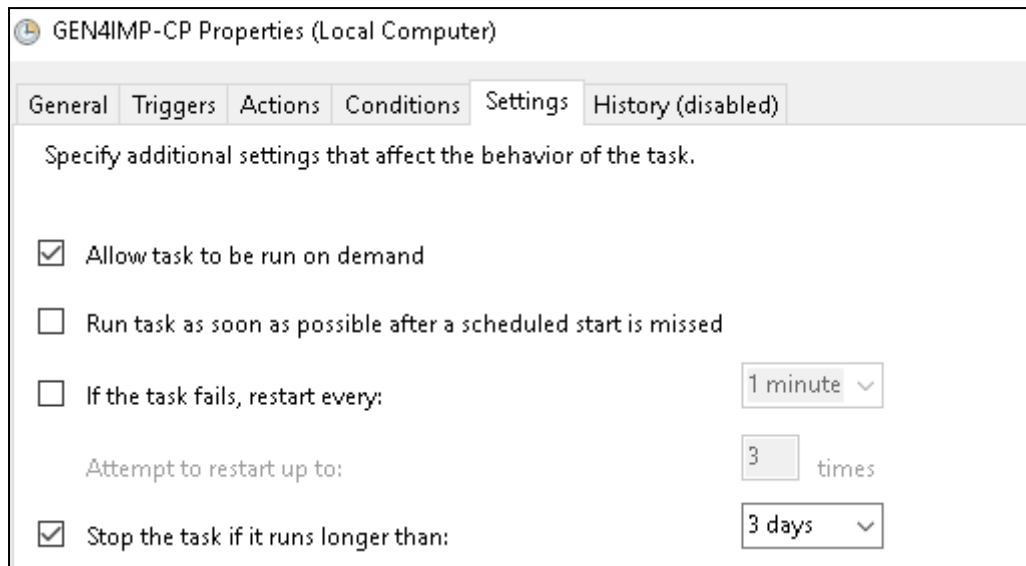 GEN4IMP-CP Properties (Local Computer)
General Triggers Actions Conditions Settings History (disabled)
Specify additional settings that affect the behavior of the task.
Allow task to be run on demand
Run task as soon as possible after a scheduled start is missed
If the task fails, restart every: 1 minute
Attempt to restart up to: 3 times
Stop the task if it runs longer than: 3 days